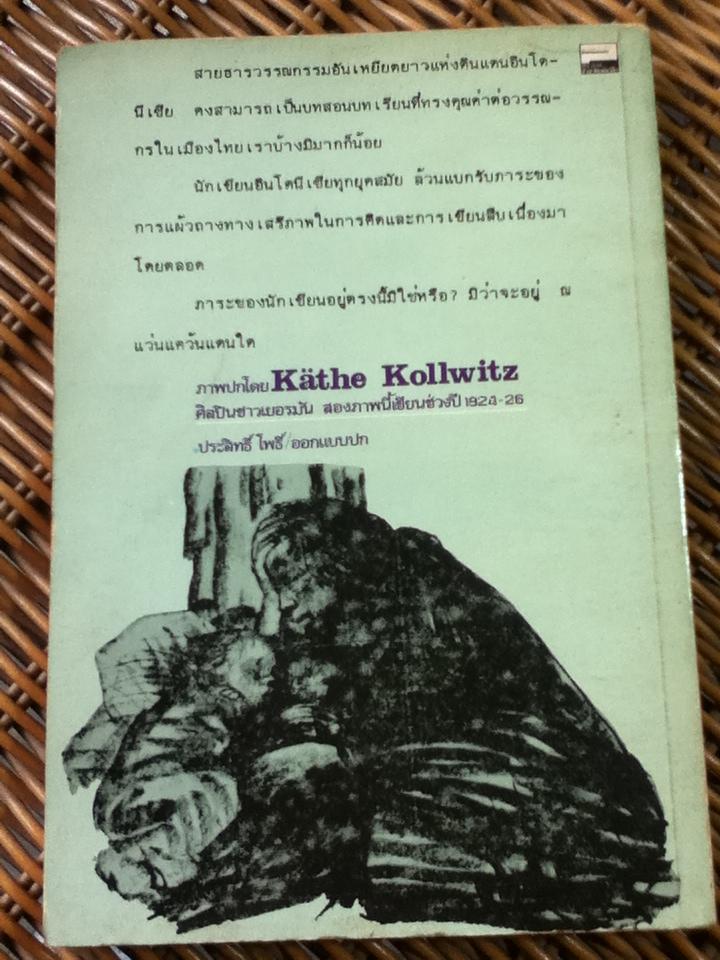 สายธารวรรณกรรมอันเหยียดยาวแห่งดินแดนอินโด-
นีเซีย คงสามารถเป็นบทสอนบทเรียนที่ทรงคุณค่าต่อวรรณ-
กรในเมืองไทยเราบ้างมิมากก็น้อย
นักเขียนอินโดนีเซียทุกยุคสมัย ล้วนแบกรับภาระของ
การแผ้วถางทางเสรีภาพในการคิดและการเขียนสืบเนื่องมา
โดยตลอด
ภาระของนักเขียนอยู่ตรงนี้มิใช่หรือ? มิว่าจะอยู่ ณ
แว่นแคว้นแดนใด
ภาพปกโดย Käthe Kollwitz
ศิลปินชาวเยอรมัน สองภาพนี้เขียนช่วงปี 1924-26
ประสิทธิ์ โพธิ์/ออกแบบปก